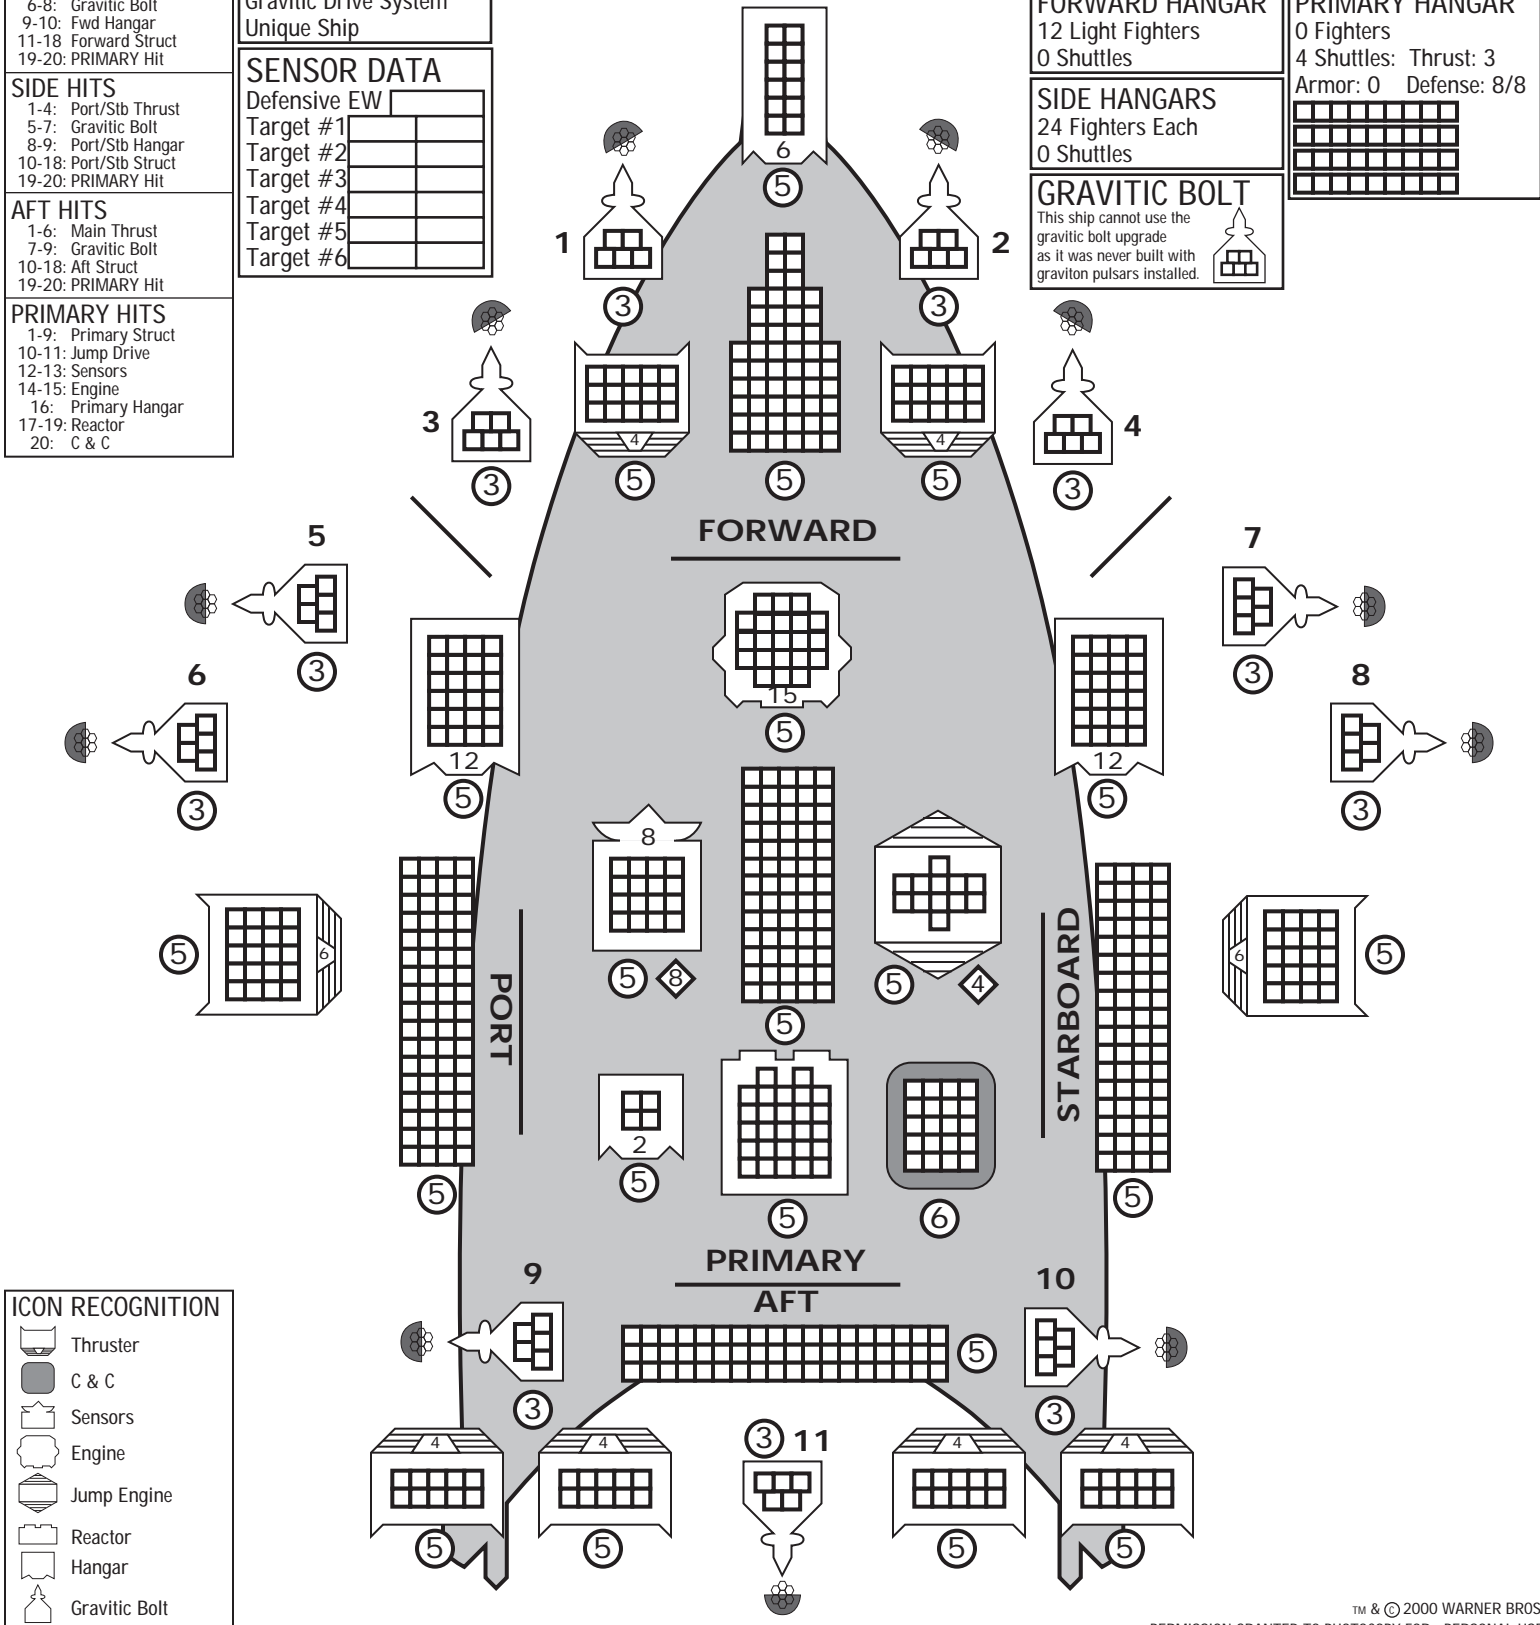 6-8: Gravitic Bolt
9-10: Fwd Hangar
11-18 Forward Struct
19-20: PRIMARY Hit
SIDE HITS
1-4: Port/Stb Thrust
5-7: Gravitic Bolt
8-9: Port/Stb Hangar
10-18: Port/Stb Struct
19-20: PRIMARY Hit
AFT HITS
1-6: Main Thrust
7-9: Gravitic Bolt
10-18: Aft Struct
19-20: PRIMARY Hit
PRIMARY HITS
1-9: Primary Struct
10-11: Jump Drive
12-13: Sensors
14-15: Engine
16: Primary Hangar
17-19: Reactor
20: C & C
Gravitic Drive System
Unique Ship
SENSOR DATA
Defensive EW
Target #1
Target #2
Target #3
Target #4
Target #5
Target #6
FORWARD HANGAR
12 Light Fighters
0 Shuttles
SIDE HANGARS
24 Fighters Each
0 Shuttles
GRAVITIC BOLT
This ship cannot use the
gravitic bolt upgrade
as it was never built with
graviton pulsars installed.
PRIMARY HANGAR
0 Fighters
4 Shuttles: Thrust: 3
Armor: 0 Defense: 8/8
6
5
1
2
3
3
3
4
4
4
5
5
5
3
3
FORWARD
5
7
3
3
15
5
6
8
12
12
5
5
3
3
8
5
8
5
4
6
6
5
5
PORT
STARBOARD
5
2
5
5
6
5
5
PRIMARY
AFT
9
10
5
3
3
3
11
4
4
4
4
5
5
5
5
ICON RECOGNITION
Thruster
C & C
Sensors
Engine
Jump Engine
Reactor
Hangar
Gravitic Bolt
TM & © 2000 WARNER BROS
PERMISSION GRANTED TO PHOTOCOPY FOR PERSONAL USE